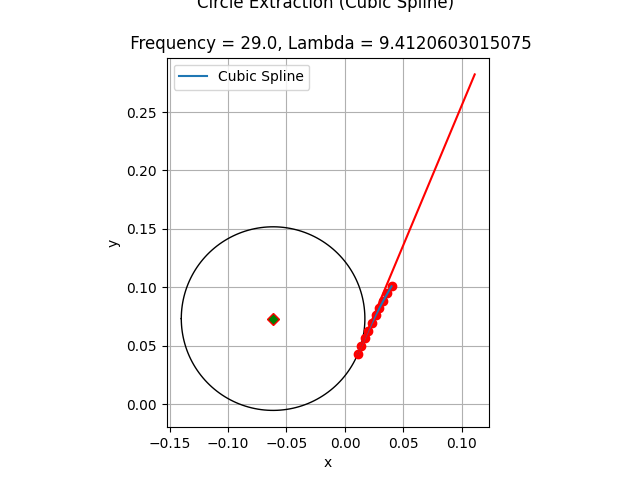 Circle Extraction (Cubic Spline)
Frequency = 29.0, Lambda = 9.4120603015075
Cubic Spline
0.25
0.20
0.15
0.10
0.05
0.00
y
−0.15 −0.10 −0.05 0.00 0.05 0.10
x